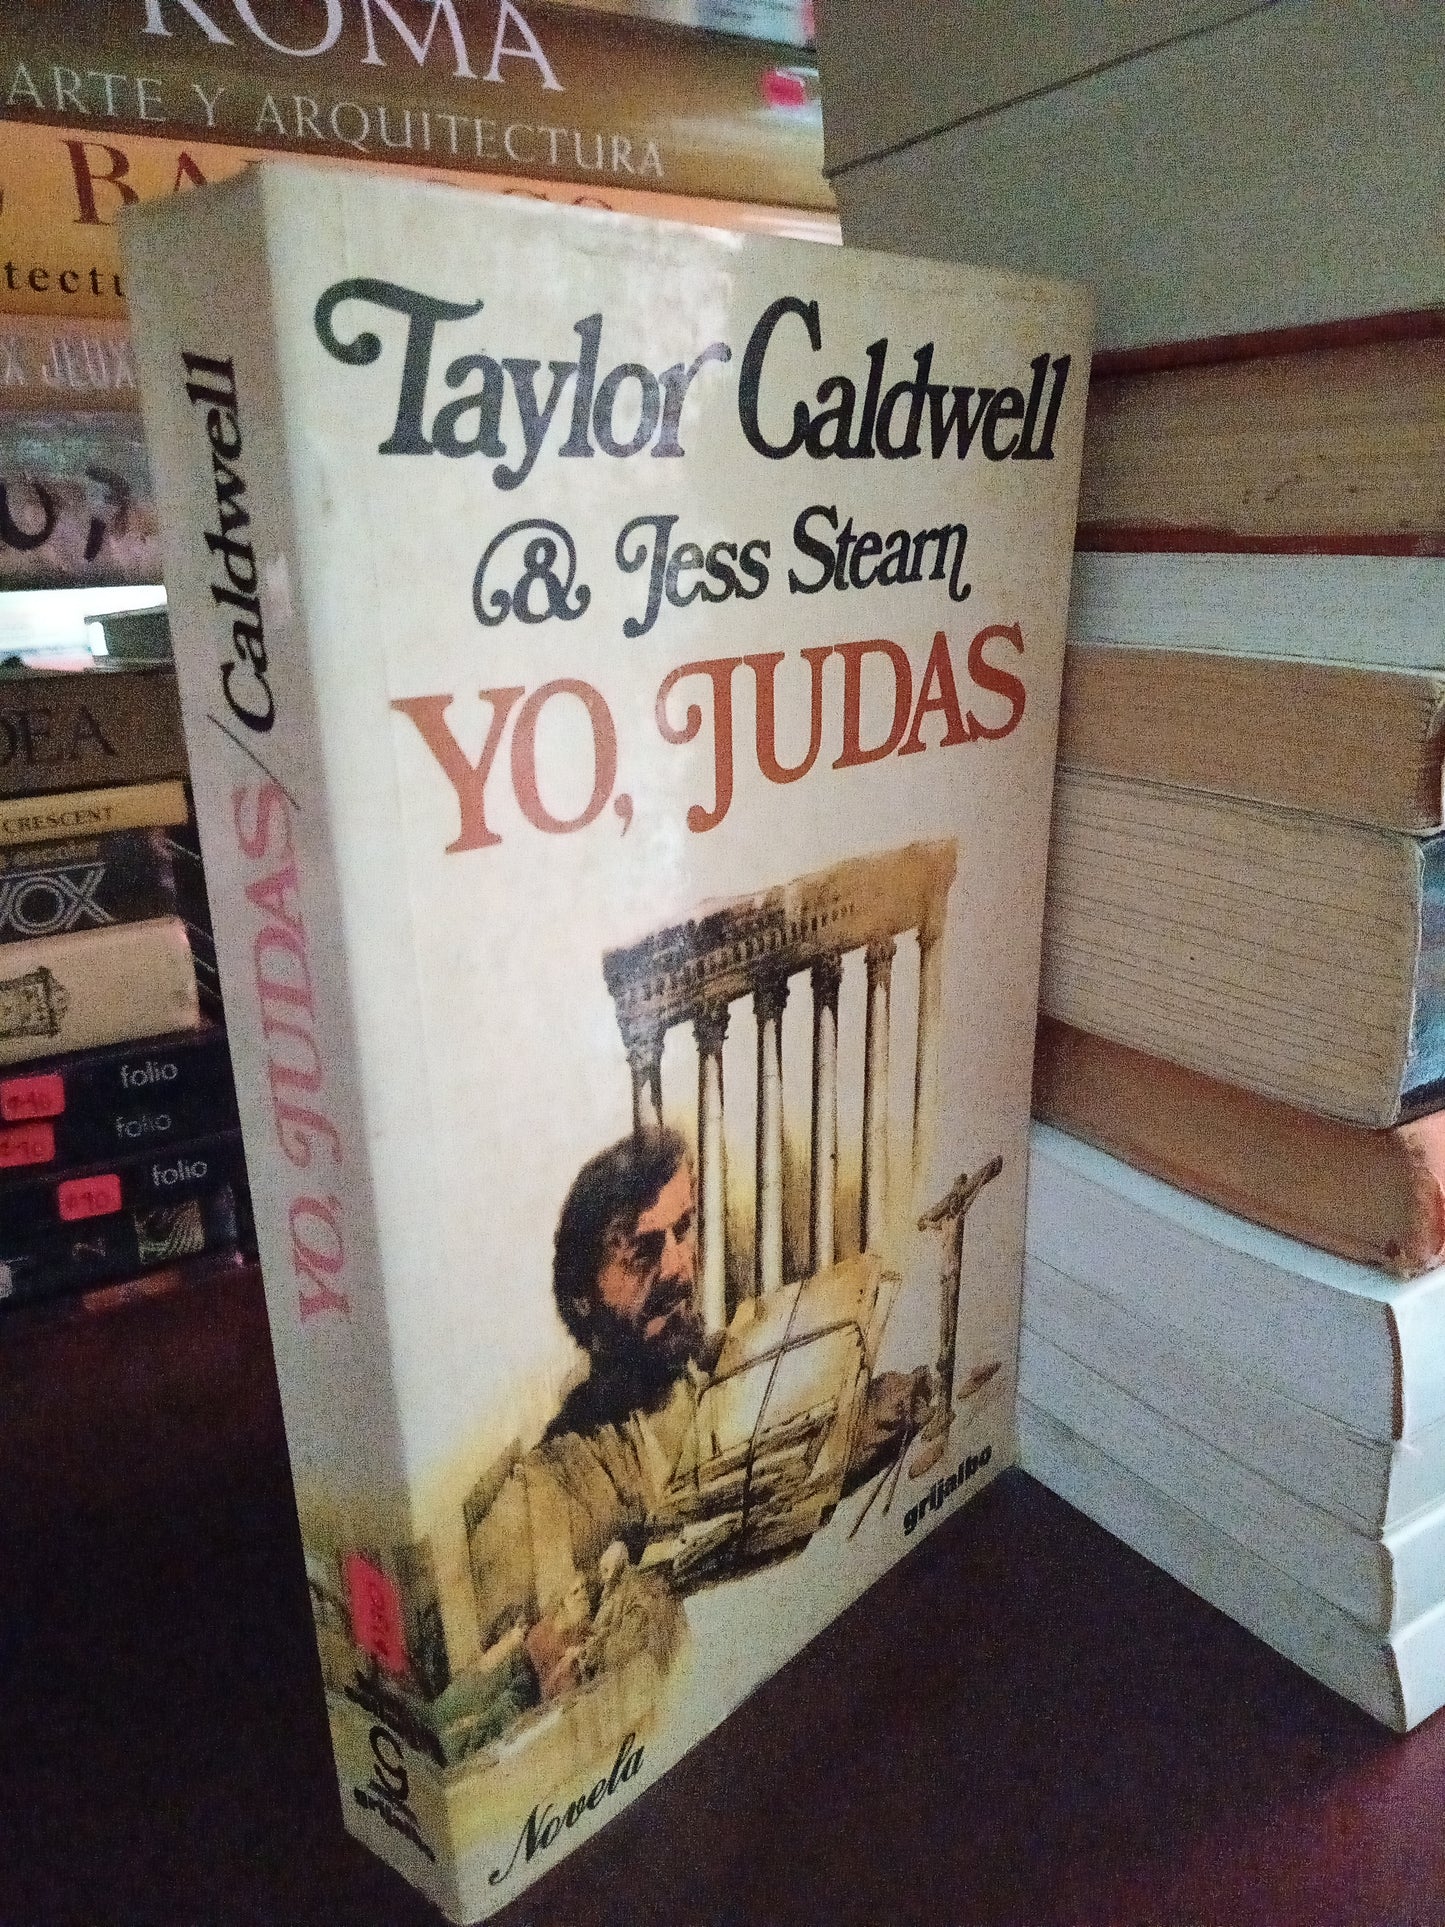 ROMA
ARTE Y ARQUITECTURA
Taylor Caldwell
& Jess Stearn
YO, JUDAS
grijalbo
Novela
YO, JUDAS/Caldwell
CRESCENT
VOX
folio
folio
folio